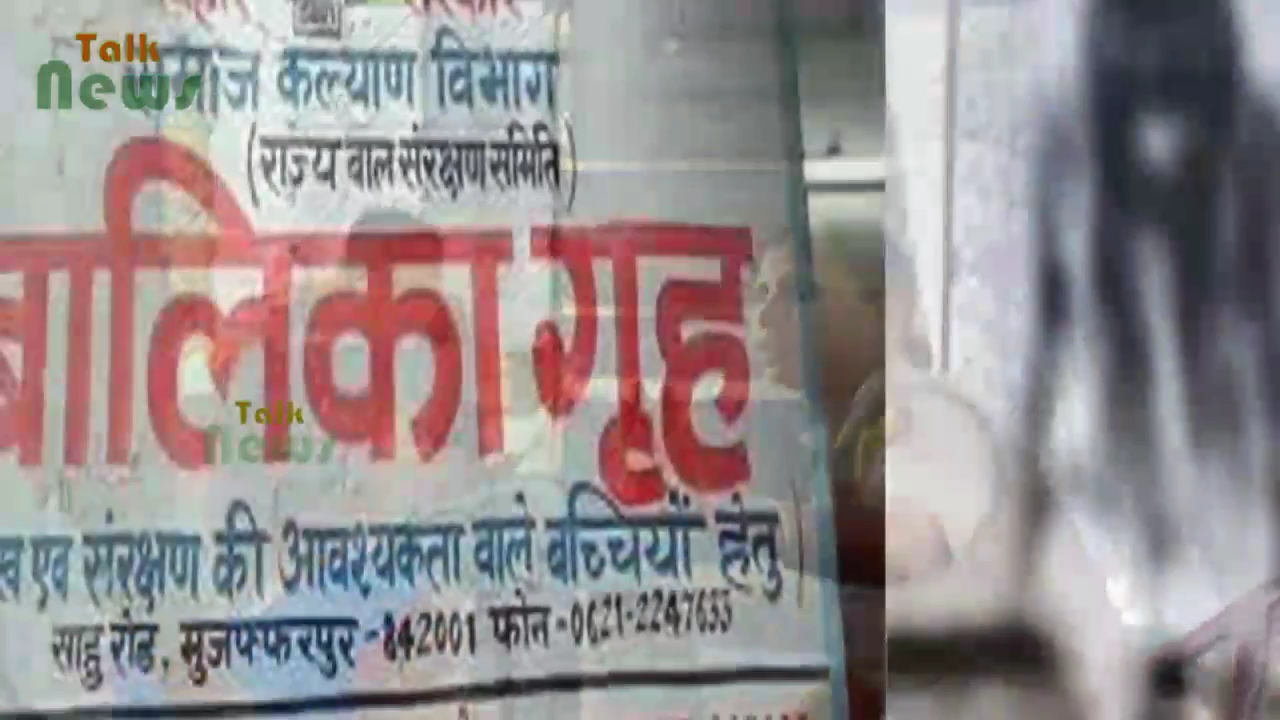 Talk
News
समाज कल्याण विभाग
(राज्य बाल संरक्षण समिति)
बालिका गृह
Talk
News
एव संरक्षण की आवश्यकता वाले बच्चियों हेतु)
साहु रोड, मुजफ्फरपुर -842001 फोन -0621-2247633